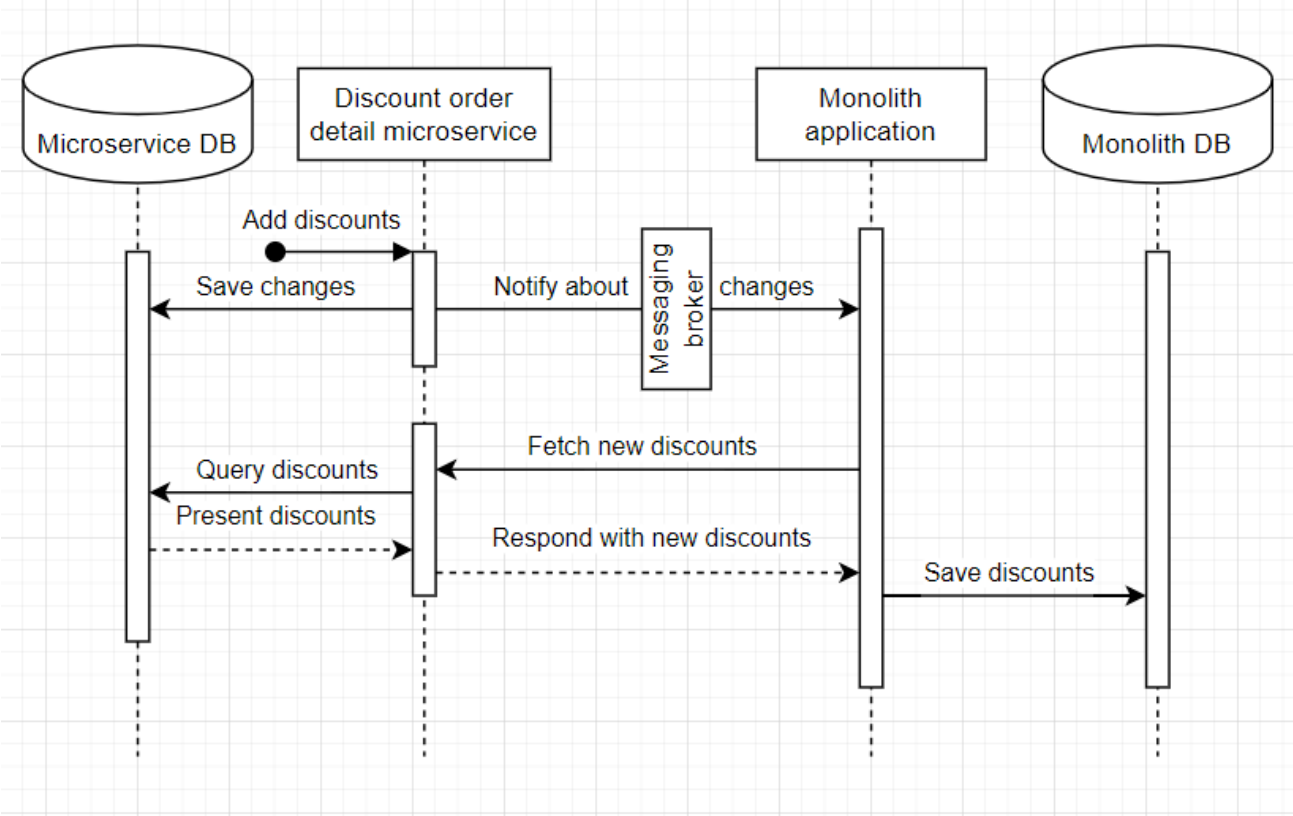 Microservice DB
Discount order
detail microservice
Monolith
application
Monolith DB
Add discounts
Save changes
Notify about
Messaging
broker
changes
Fetch new discounts
Query discounts
Present discounts
Respond with new discounts
Save discounts